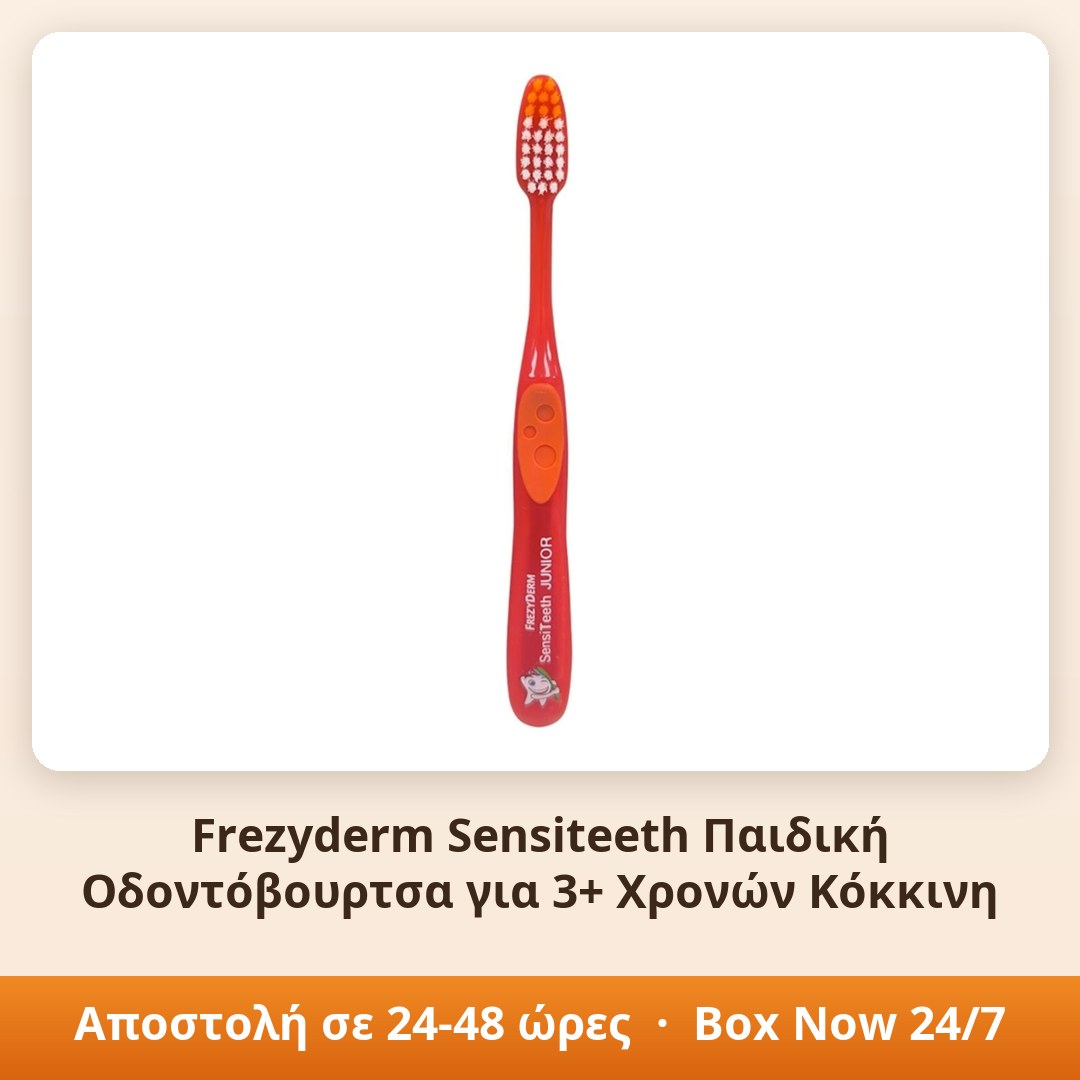 FREZYDERM
SensiTeeth JUNIOR
Frezyderm Sensiteeth Παιδική
Οδοντόβουρτσα για 3+ Χρονών Κόκκινη
Αποστολή σε 24-48 ώρες · Box Now 24/7